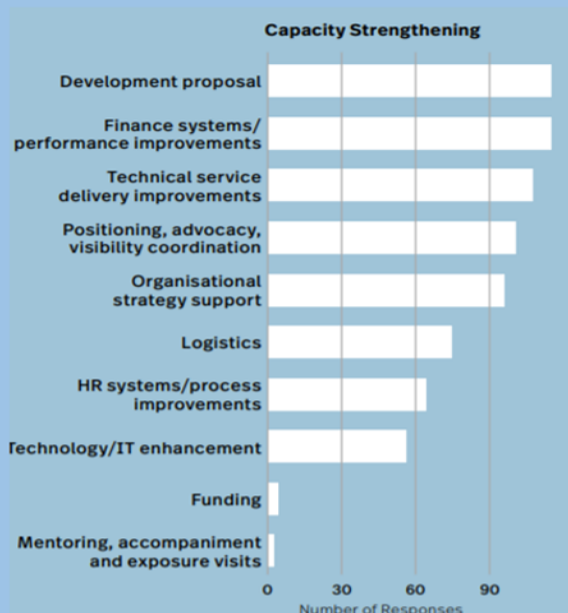 Capacity Strengthening
Development proposal
Finance systems/
performance improvements
Technical service
delivery improvements
Positioning, advocacy,
visibility coordination
Organisational
strategy support
Logistics
HR systems/process
improvements
Technology/IT enhancement
Funding
Mentoring, accompaniment
and exposure visits
0 30 60 90
Number of Responses